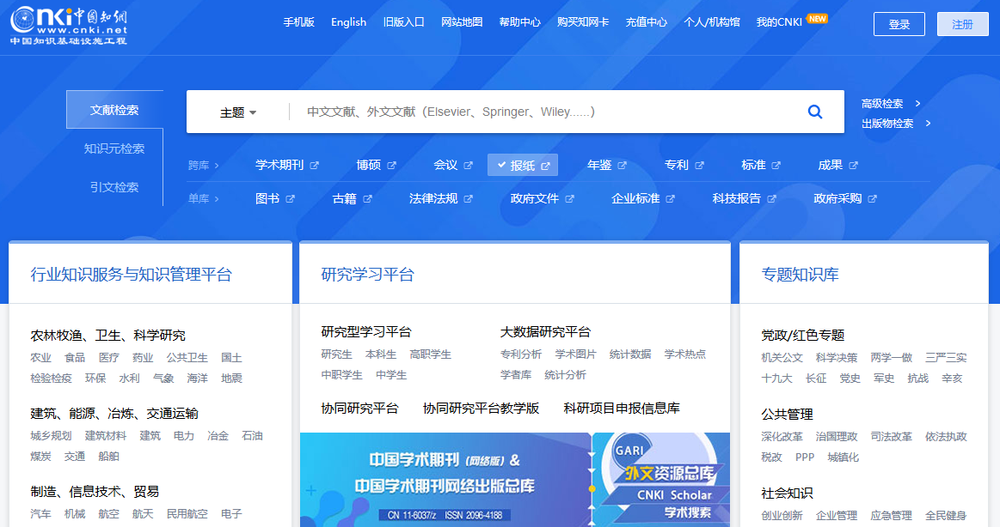 Cnki中国知网
www.cnki.net
中国知识基础设施工程
手机版 English 旧版入口 网站地图 帮助中心 购买知网卡 充值中心 个人/机构馆 我的CNKI NEW
登录 注册
文献检索
主题 中文文献、外文文献（Elsevier、Springer、Wiley......）
高级检索 >
出版物检索 >
知识元检索
引文检索
跨库 > 学术期刊 博硕 会议 报纸 年鉴 专利 标准 成果
单库 > 图书 古籍 法律法规 政府文件 企业标准 科技报告 政府采购
行业知识服务与知识管理平台
农林牧渔、卫生、科学研究
农业 食品 医疗 药业 公共卫生 国土
检验检疫 环保 水利 气象 海洋 地震
建筑、能源、冶炼、交通运输
城乡规划 建筑材料 建筑 电力 冶金 石油
煤炭 交通 船舶
制造、信息技术、贸易
汽车 机械 航空 航天 民用航空 电子
研究学习平台
研究型学习平台
研究生 本科生 高职学生
中职学生 中学生
大数据研究平台
专利分析 学术图片 统计数据 学术热点
学者库 统计分析
协同研究平台 协同研究平台教学版 科研项目申报信息库
中国学术期刊（网络版）&
中国学术期刊网络出版总库
CN 11-6037/z ISSN 2096-4188
GARI
外文资源总库
CNKI Scholar
学术搜索
专题知识库
党政/红色专题
机关公文 科学决策 两学一做 三严三实
十九大 长征 党史 军史 抗战 辛亥
公共管理
深化改革 治国理政 司法改革 依法执政
税改 PPP 城镇化
社会知识
创业创新 企业管理 应急管理 全民健身